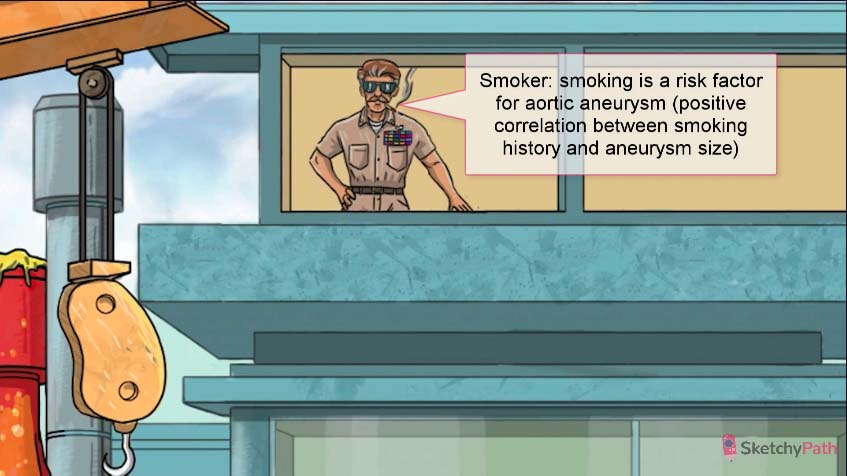 Smoker: smoking is a risk factor
for aortic aneurysm (positive
correlation between smoking
history and aneurysm size)
SketchyPath